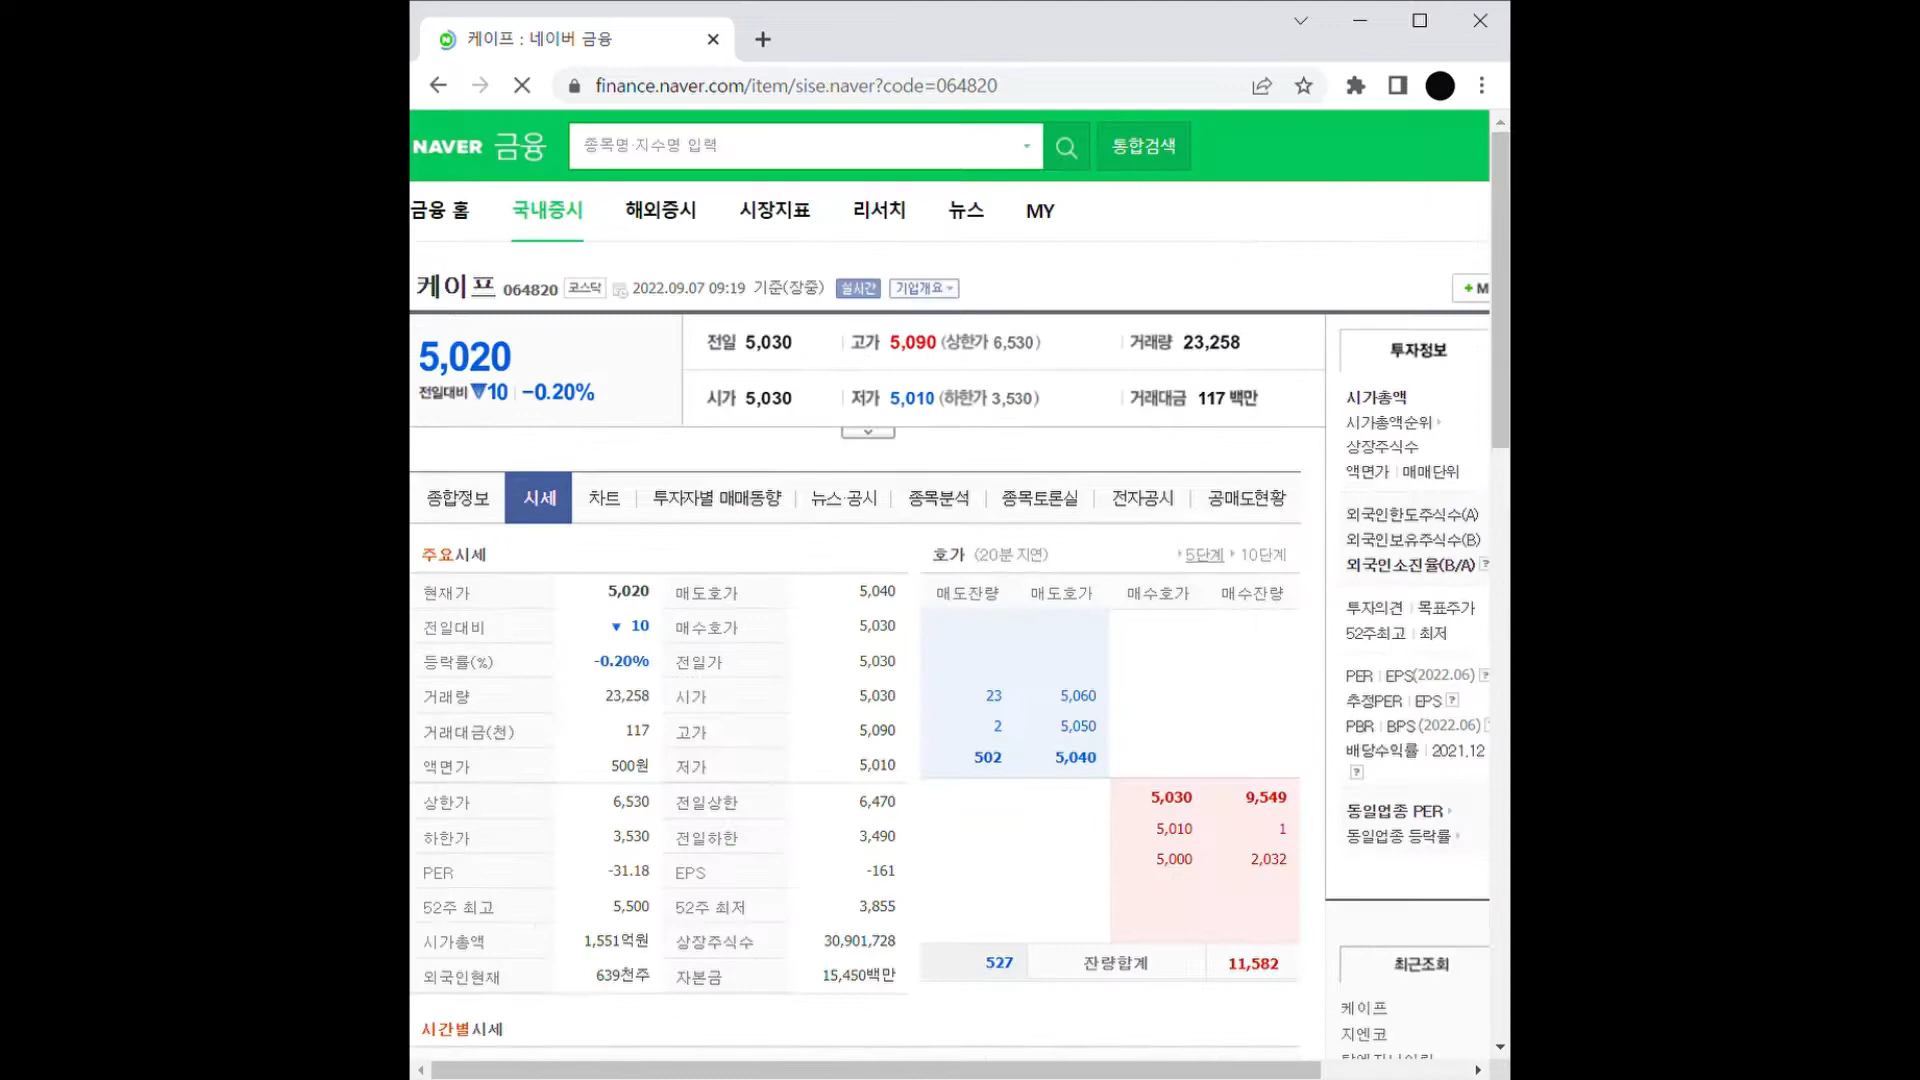 케이프 : 네이버 금융
finance.naver.com/item/sise.naver?code=064820
NAVER 금융 종목명·지수명 입력 통합검색
금융 홈 국내증시 해외증시 시장지표 리서치 뉴스 MY
케이프 064820 코스닥 2022.09.07 09:19 기준(장중) 실시간 기업개요 + M
5,020
전일대비 ▼10 -0.20%
전일 5,030 고가 5,090 (상한가 6,530) 거래량 23,258
시가 5,030 저가 5,010 (하한가 3,530) 거래대금 117 백만
종합정보 시세 차트 투자자별 매매동향 뉴스·공시 종목분석 종목토론실 전자공시 공매도현황
주요시세
현재가 5,020 매도호가 5,040
전일대비 ▼ 10 매수호가 5,030
등락률(%) -0.20% 전일가 5,030
거래량 23,258 시가 5,030
거래대금(천) 117 고가 5,090
액면가 500원 저가 5,010
상한가 6,530 전일상한 6,470
하한가 3,530 전일하한 3,490
PER -31.18 EPS -161
52주 최고 5,500 52주 최저 3,855
시가총액 1,551억원 상장주식수 30,901,728
외국인현재 639천주 자본금 15,450백만
호가 (20분 지연) 5단계 10단계
매도잔량 매도호가 매수호가 매수잔량
23 5,060
2 5,050
502 5,040
5,030 9,549
5,010 1
5,000 2,032
527 잔량합계 11,582
시간별시세
투자정보
시가총액
시가총액순위
상장주식수
액면가 매매단위
외국인한도주식수(A)
외국인보유주식수(B)
외국인소진율(B/A) ?
투자의견 목표주가
52주최고 최저
PER EPS(2022.06) ?
추정PER EPS ?
PBR BPS (2022.06)
배당수익률 2021.12
?
동일업종 PER
동일업종 등락률
최근조회
케이프
지엔코